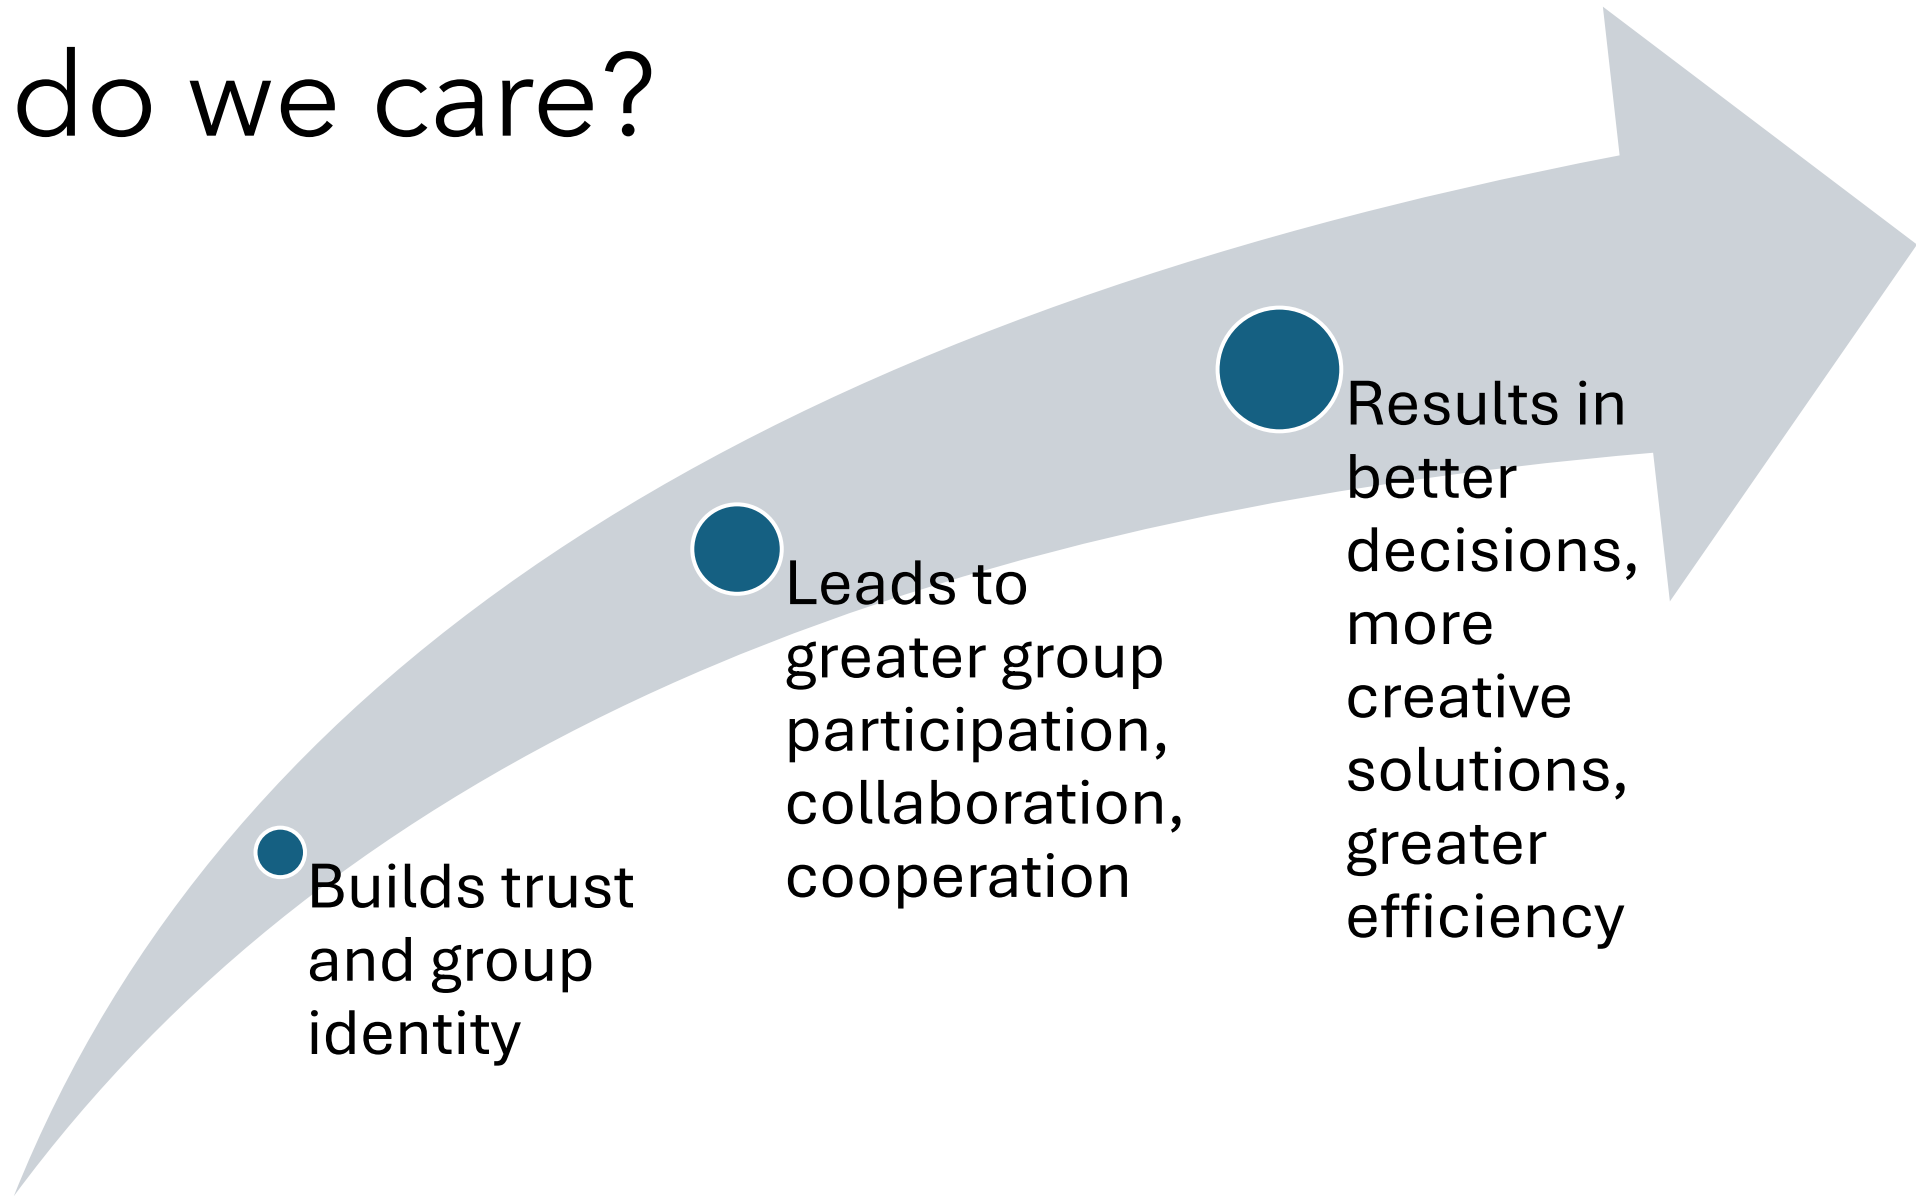 do we care?
Builds trust
and group
identity
Leads to
greater group
participation,
collaboration,
cooperation
Results in
better
decisions,
more
creative
solutions,
greater
efficiency